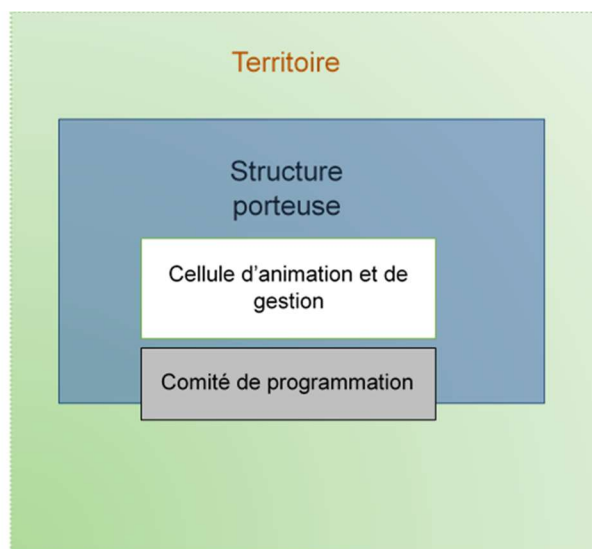 Territoire
Structure
porteuse
Cellule d’animation et de
gestion
Comité de programmation